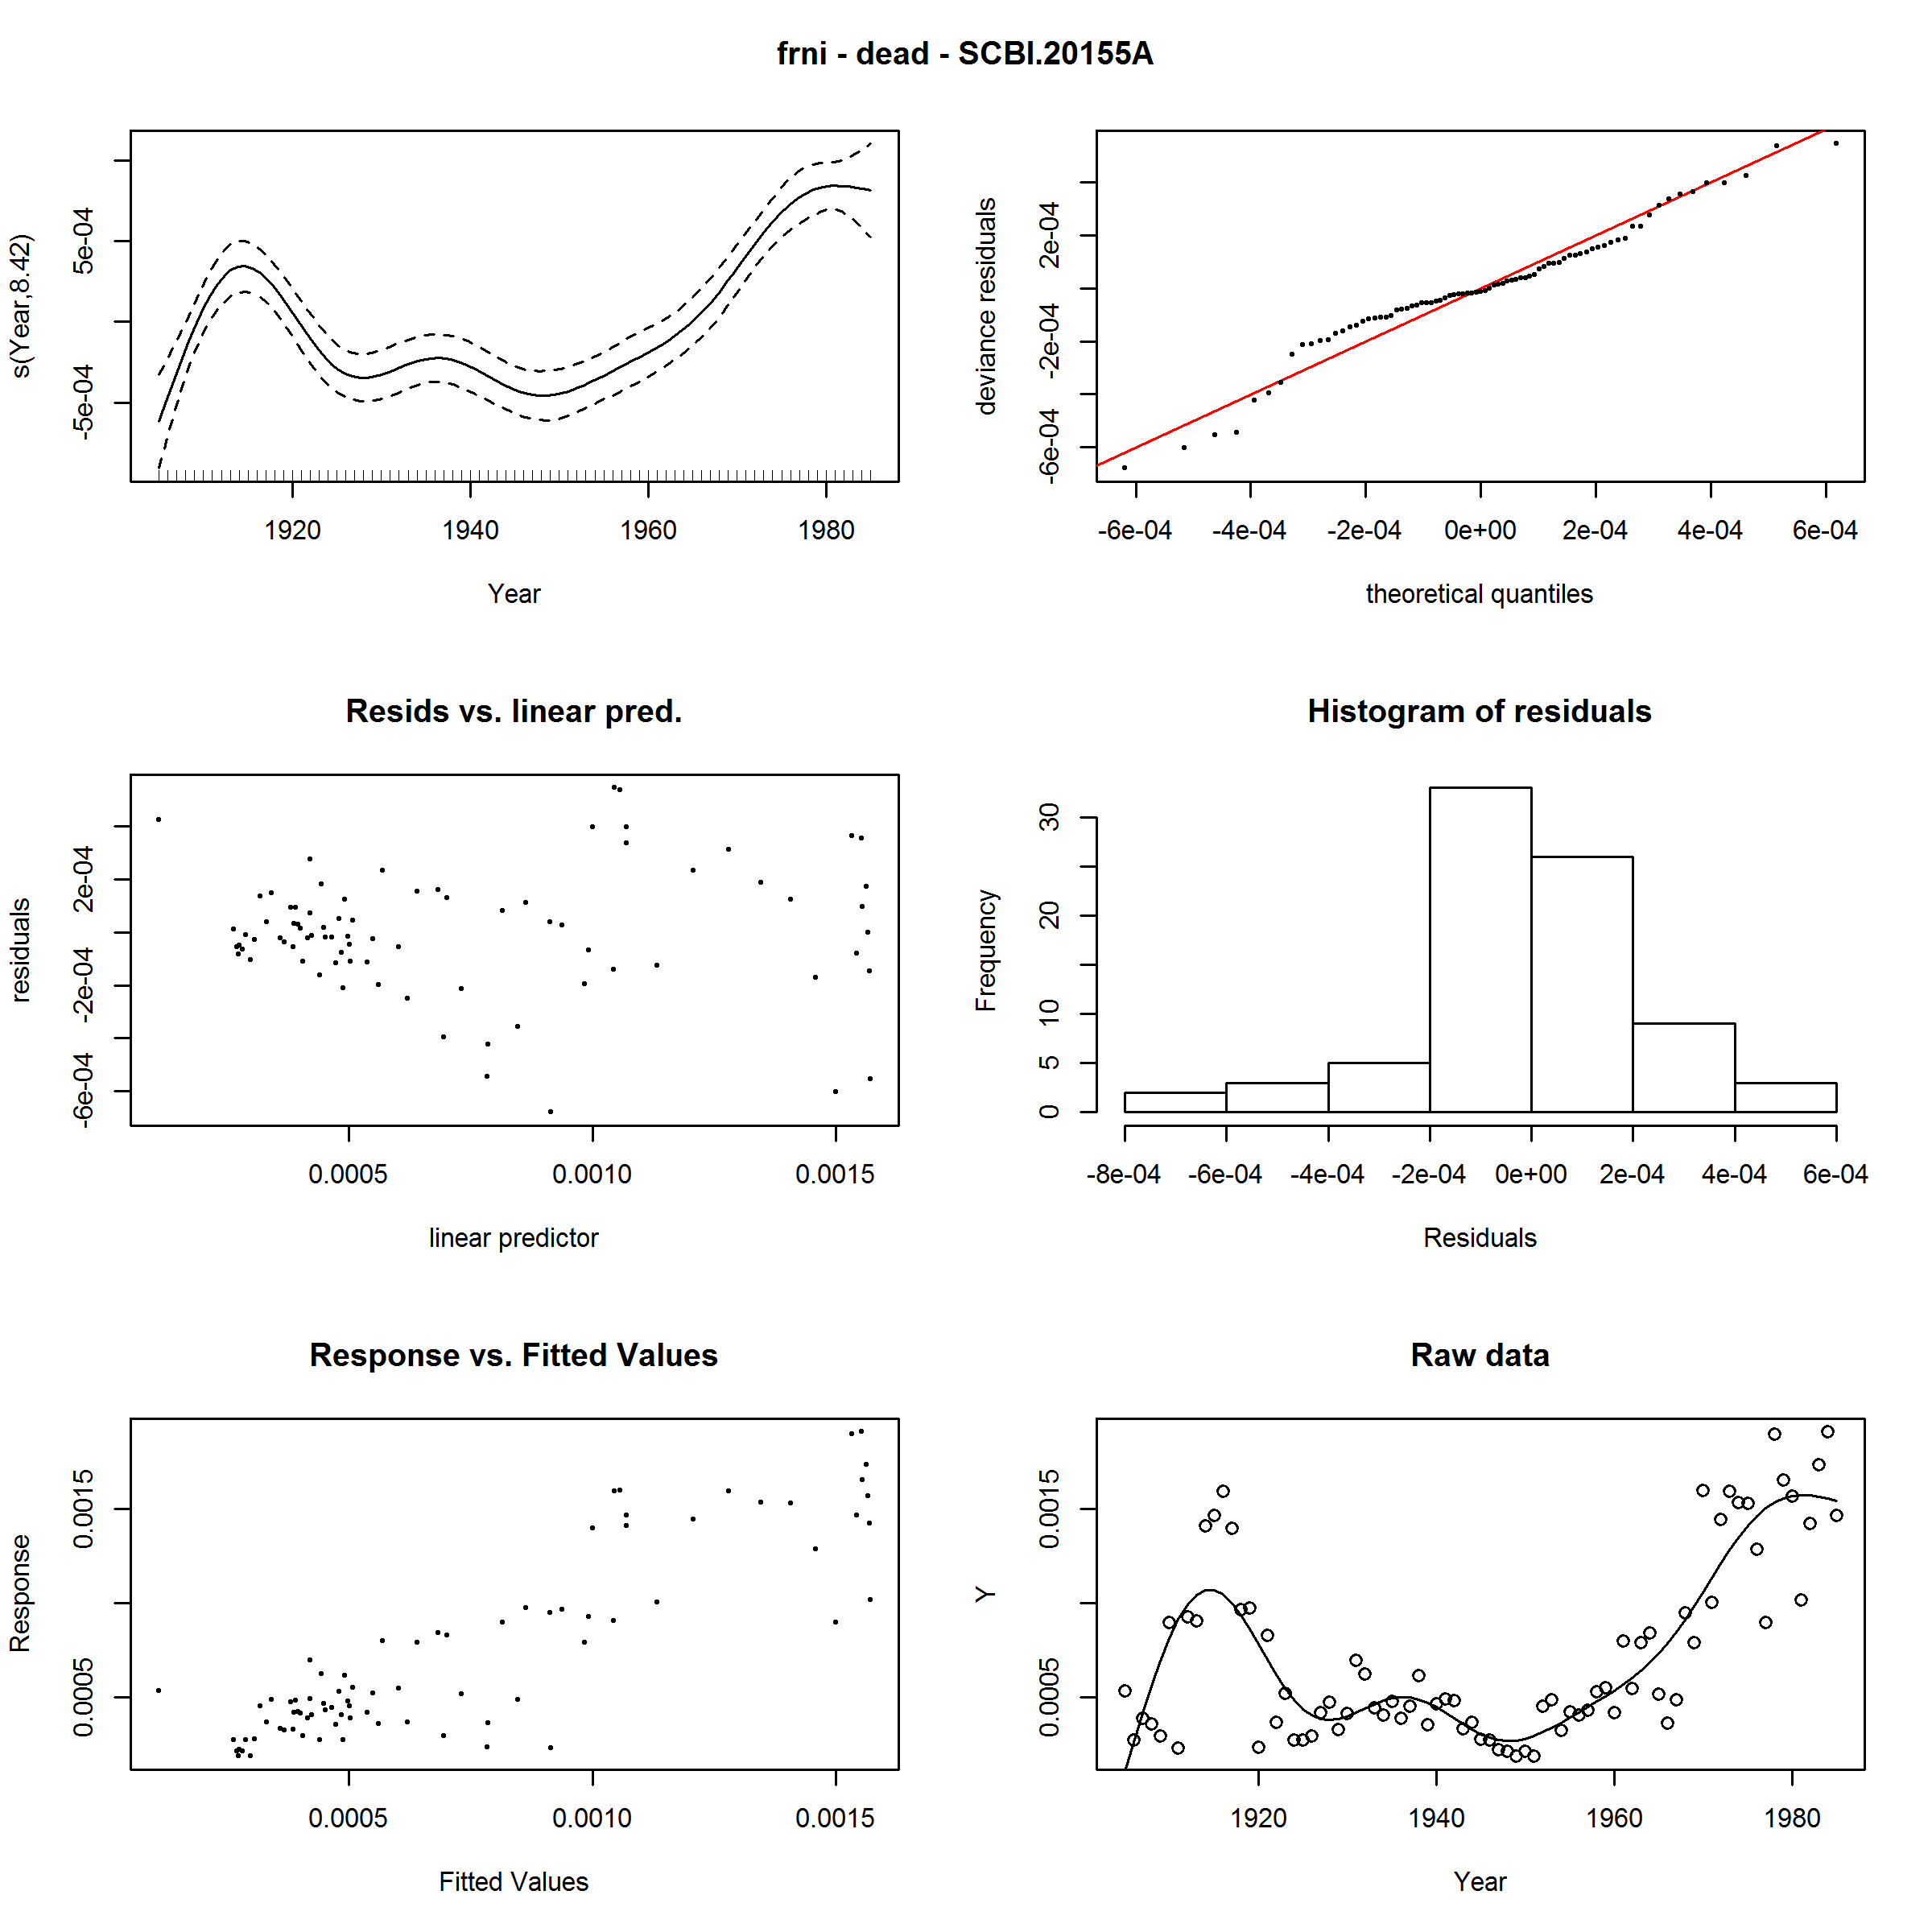 frni - dead - SCBI.20155A
s(Year,8.42)
5e-04
-5e-04
1920 1940 1960 1980
Year
deviance residuals
2e-04
-2e-04
-6e-04
-6e-04 -4e-04 -2e-04 0e+00 2e-04 4e-04 6e-04
theoretical quantiles
Resids vs. linear pred.
residuals
2e-04
-2e-04
-6e-04
0.0005 0.0010 0.0015
linear predictor
Histogram of residuals
Frequency
30
20
10
5
0
-8e-04 -6e-04 -4e-04 -2e-04 0e+00 2e-04 4e-04 6e-04
Residuals
Response vs. Fitted Values
Response
0.0015
0.0005
0.0005 0.0010 0.0015
Fitted Values
Raw data
Y
0.0015
0.0005
1920 1940 1960 1980
Year